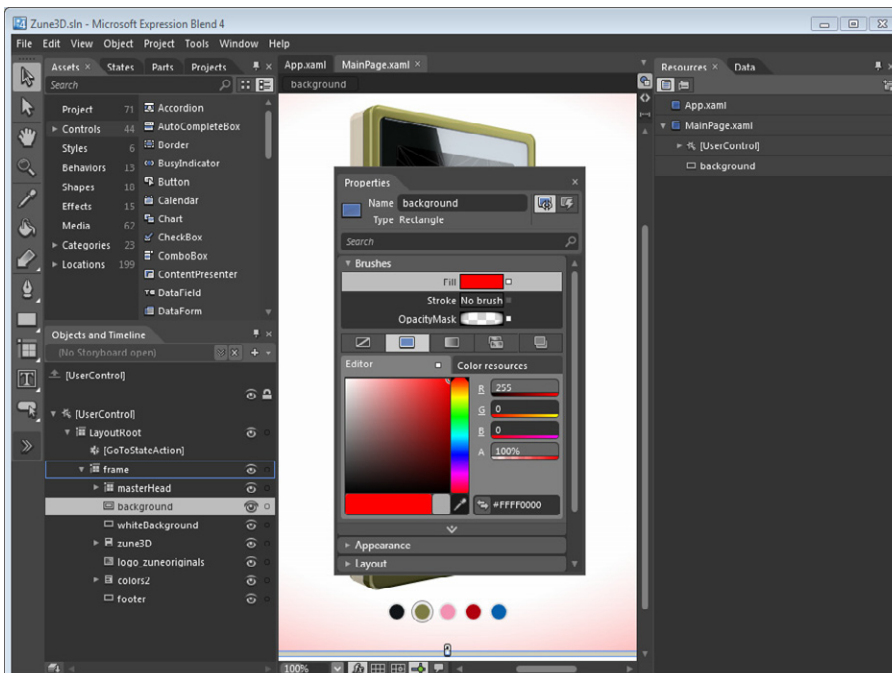 Zune3D.sln - Microsoft Expression Blend 4
File Edit View Object Project Tools Window Help
Assets × States Parts Projects
Search
Project 71
Controls 44
Styles 6
Behaviors 13
Shapes 18
Effects 15
Media 62
Categories 23
Locations 199
Accordion
AutoCompleteBox
Border
BusyIndicator
Button
Calendar
Chart
CheckBox
ComboBox
ContentPresenter
DataField
DataForm
Objects and Timeline
(No Storyboard open)
[UserControl]
[UserControl]
LayoutRoot
[GoToStateAction]
frame
masterHead
background
whiteBackground
zune3D
logo_zuneoriginals
colors2
footer
App.xaml MainPage.xaml ×
background
Properties
Name background
Type Rectangle
Search
Brushes
Fill
Stroke No brush
OpacityMask
Editor Color resources
R 255
G 0
B 0
A 100%
#FFFF0000
Appearance
Layout
100%
Resources × Data
App.xaml
MainPage.xaml
[UserControl]
background